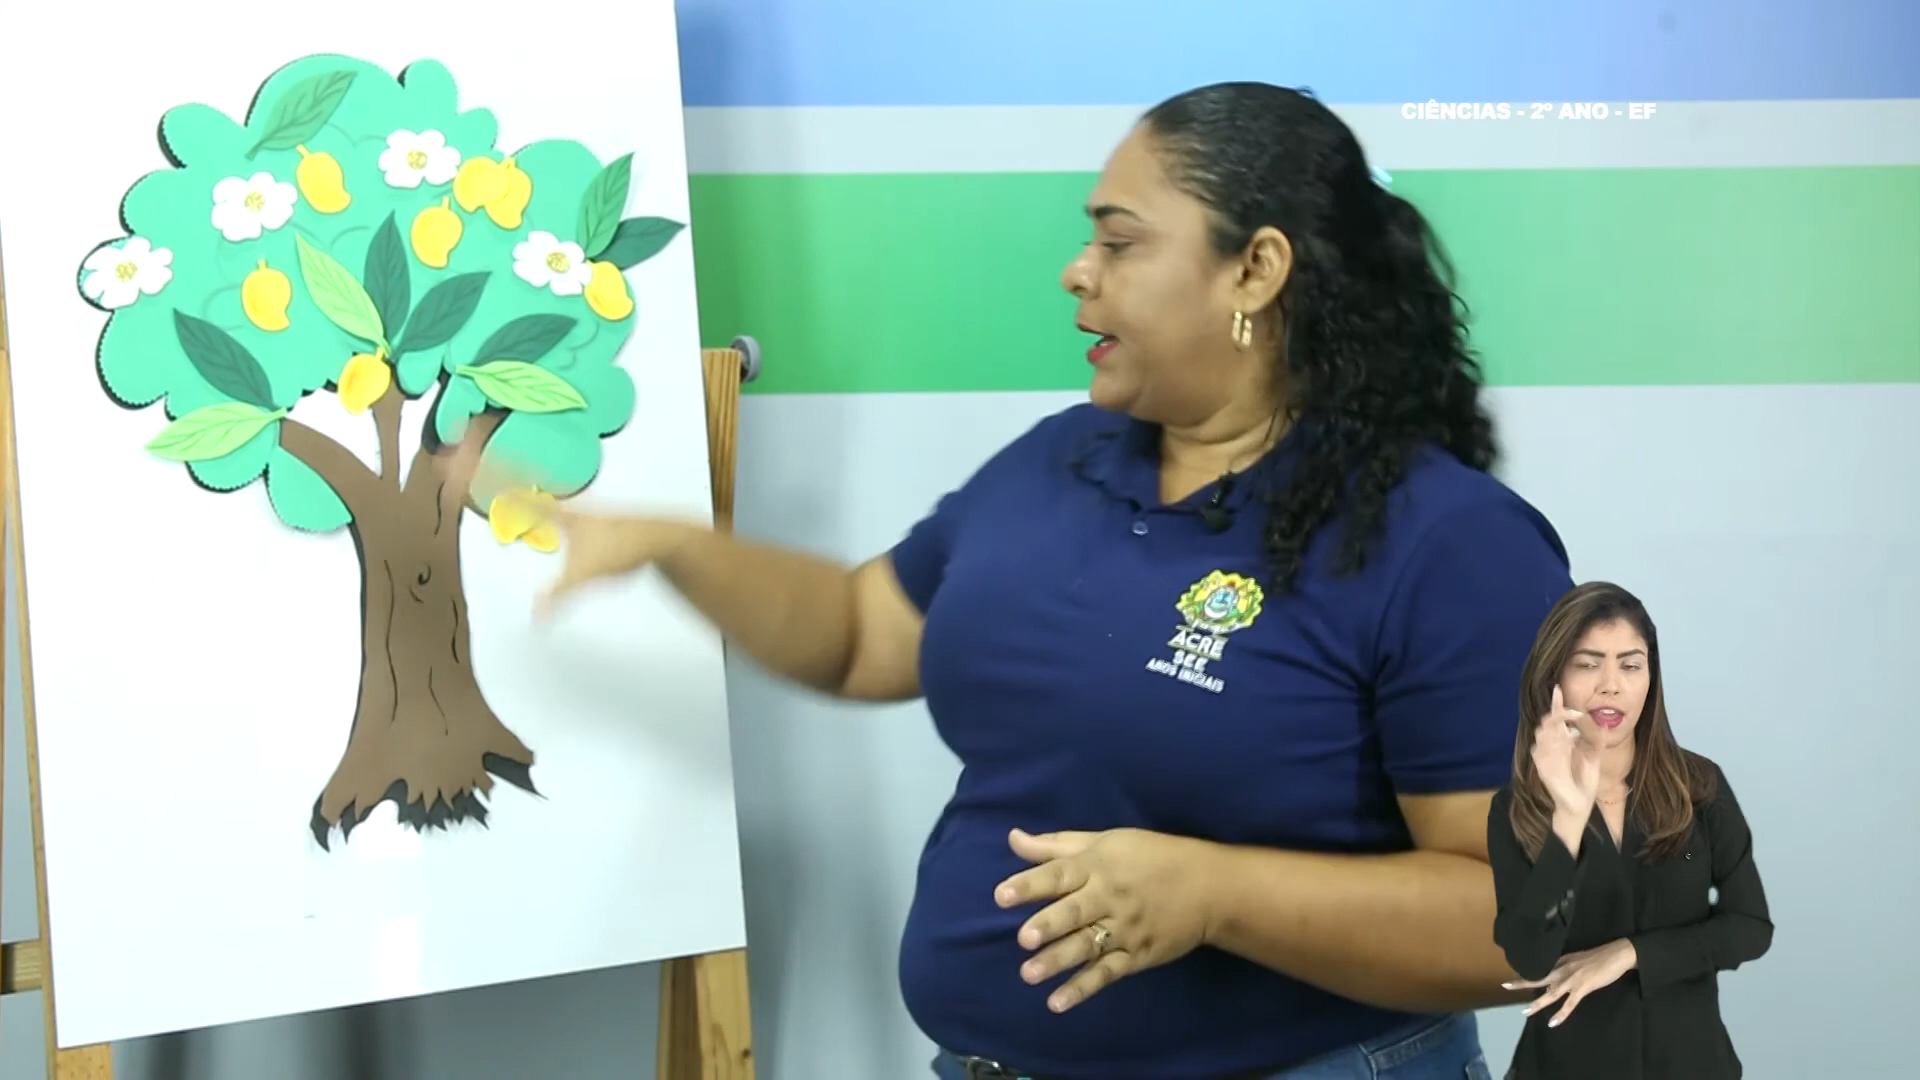 CIÊNCIAS - 2º ANO - EF
ACRE
SEE
ANOS INICIAIS